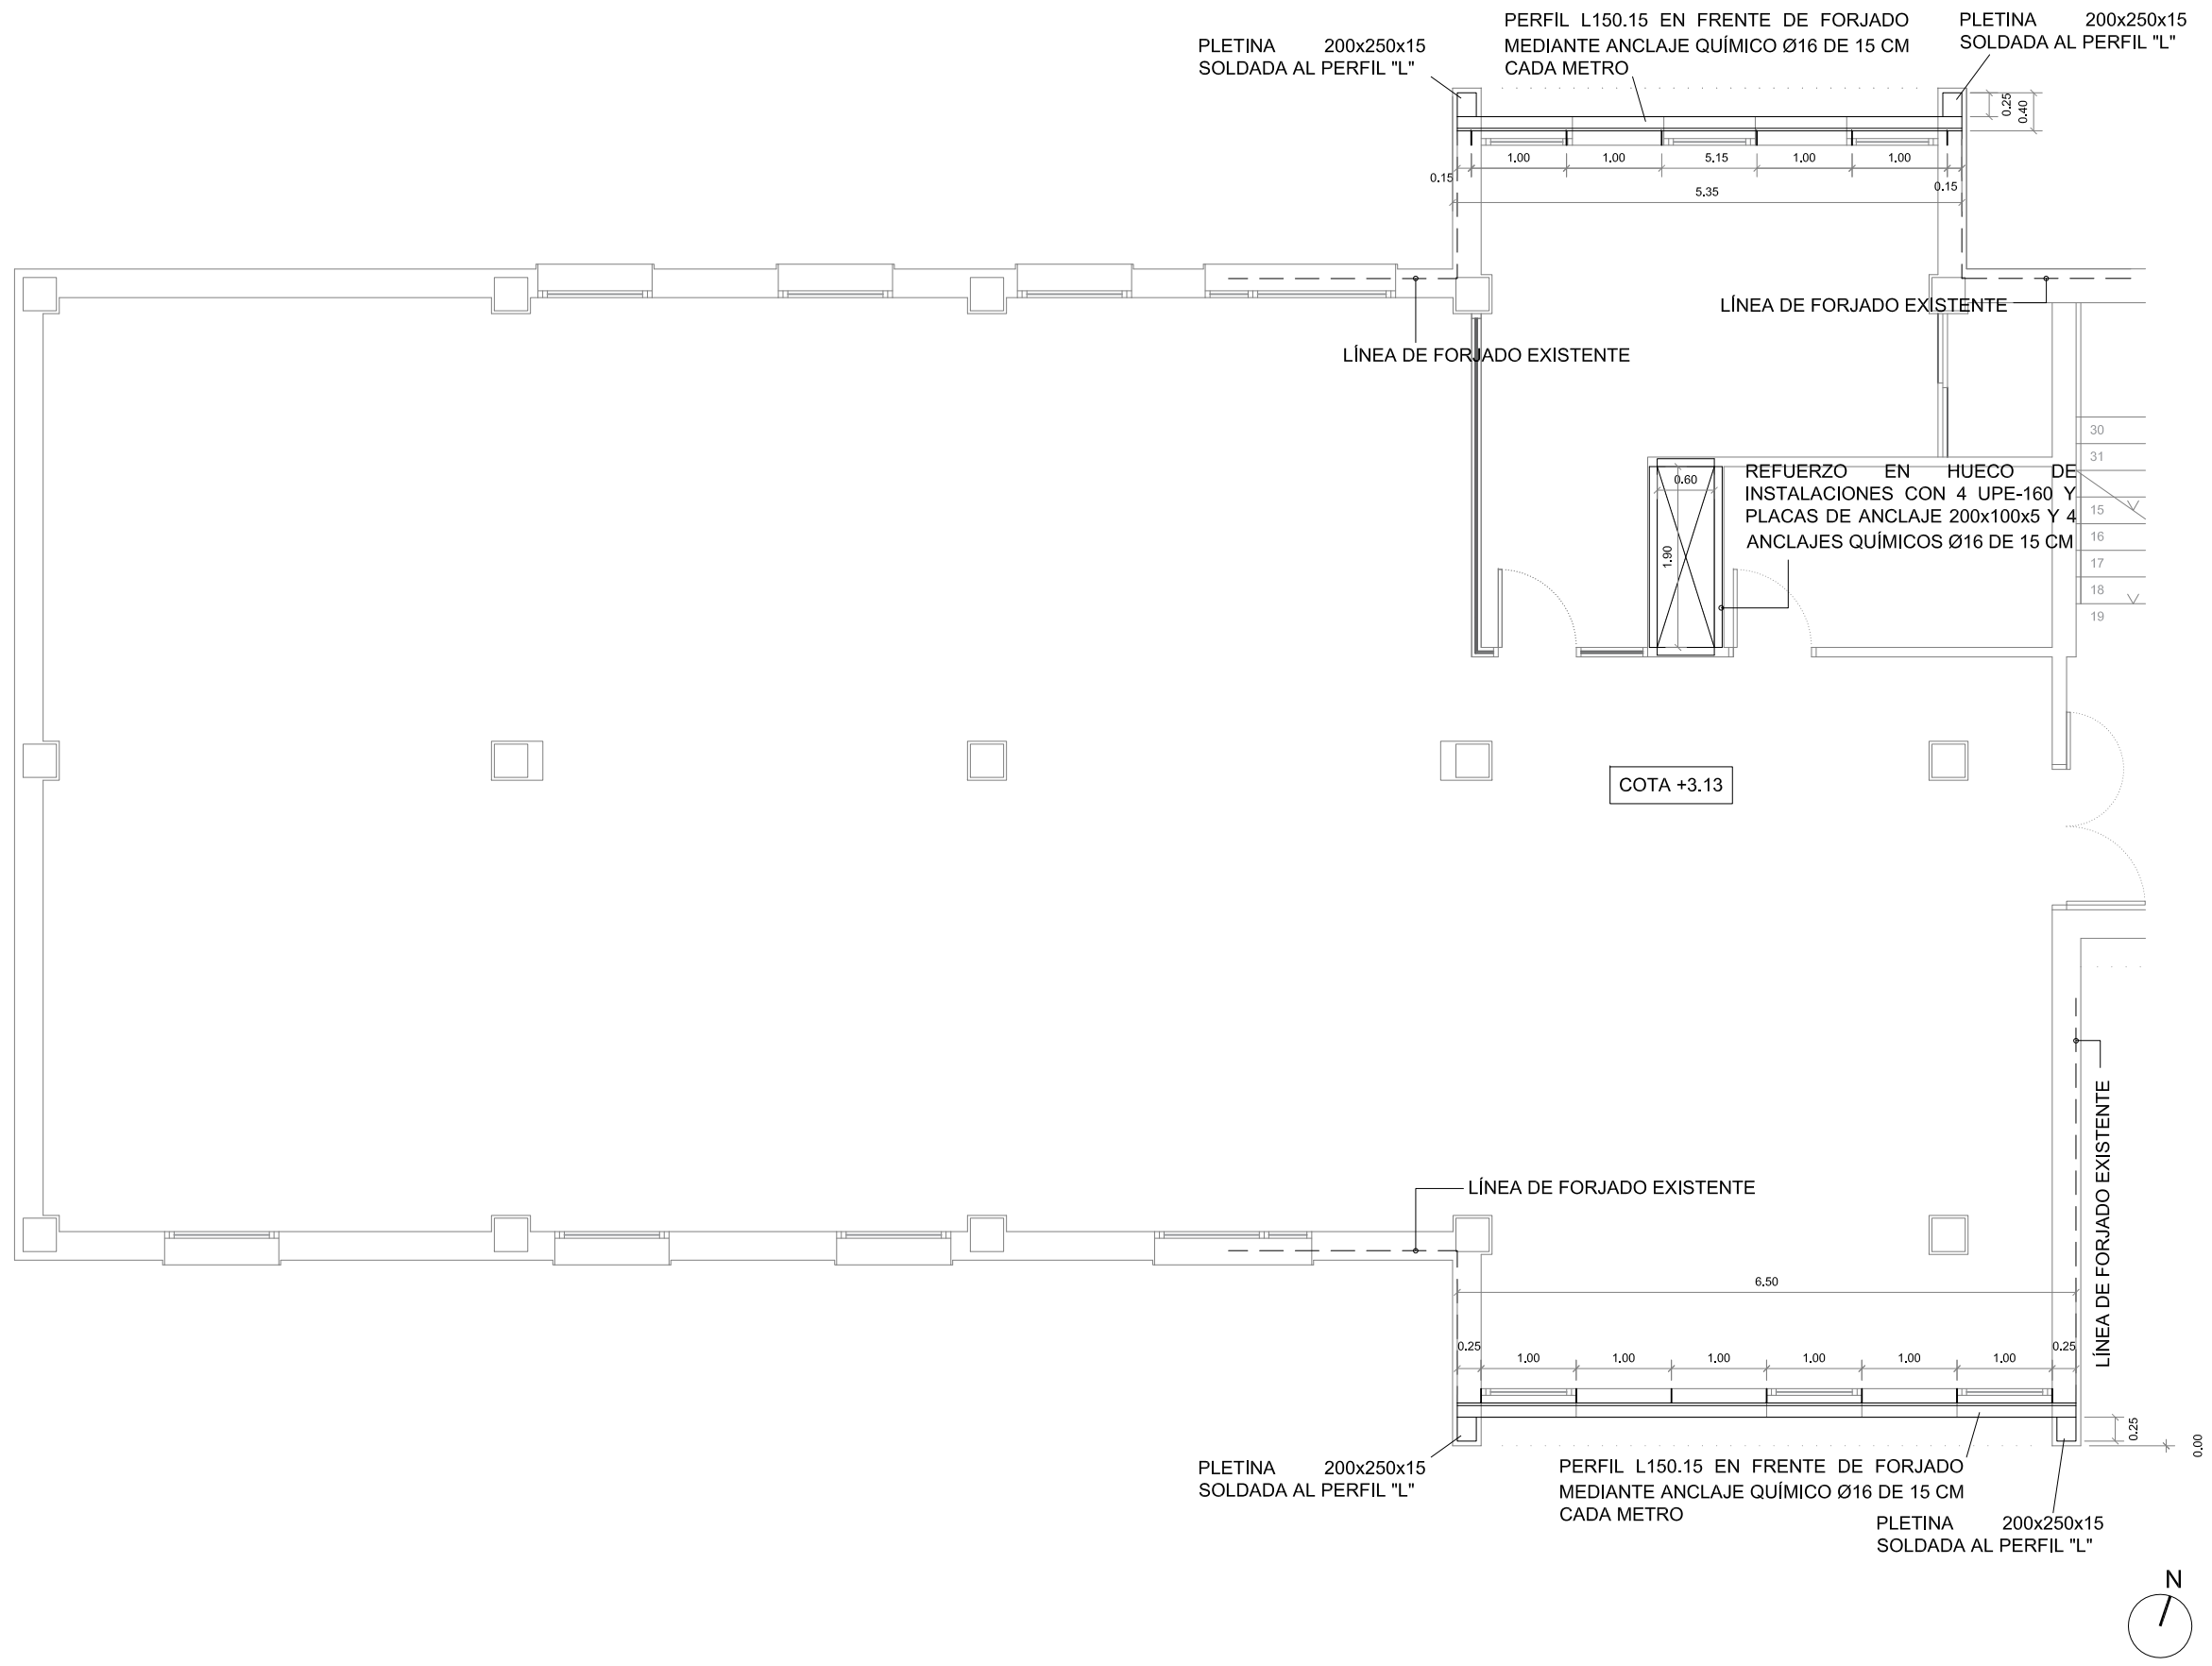 PERFIL L150.15 EN FRENTE DE FORJADO
MEDIANTE ANCLAJE QUÍMICO Ø16 DE 15 CM
CADA METRO
PLETINA 200x250x15
SOLDADA AL PERFIL "L"
PLETINA 200x250x15
SOLDADA AL PERFIL "L"
0.25
0.40
1.00
1.00
5.15
1.00
1.00
0.15
0.15
5.35
LÍNEA DE FORJADO EXISTENTE
LÍNEA DE FORJADO EXISTENTE
30
31
15
16
17
18
19
REFUERZO EN HUECO DE
INSTALACIONES CON 4 UPE-160 Y
PLACAS DE ANCLAJE 200x100x5 Y 4
ANCLAJES QUÍMICOS Ø16 DE 15 CM
0.60
1.90
COTA +3.13
LÍNEA DE FORJADO EXISTENTE
LÍNEA DE FORJADO EXISTENTE
6.50
0.25
1.00
1.00
1.00
1.00
1.00
1.00
0.25
0.25
0.00
PLETINA 200x250x15
SOLDADA AL PERFIL "L"
PERFIL L150.15 EN FRENTE DE FORJADO
MEDIANTE ANCLAJE QUÍMICO Ø16 DE 15 CM
CADA METRO
PLETINA 200x250x15
SOLDADA AL PERFIL "L"
N